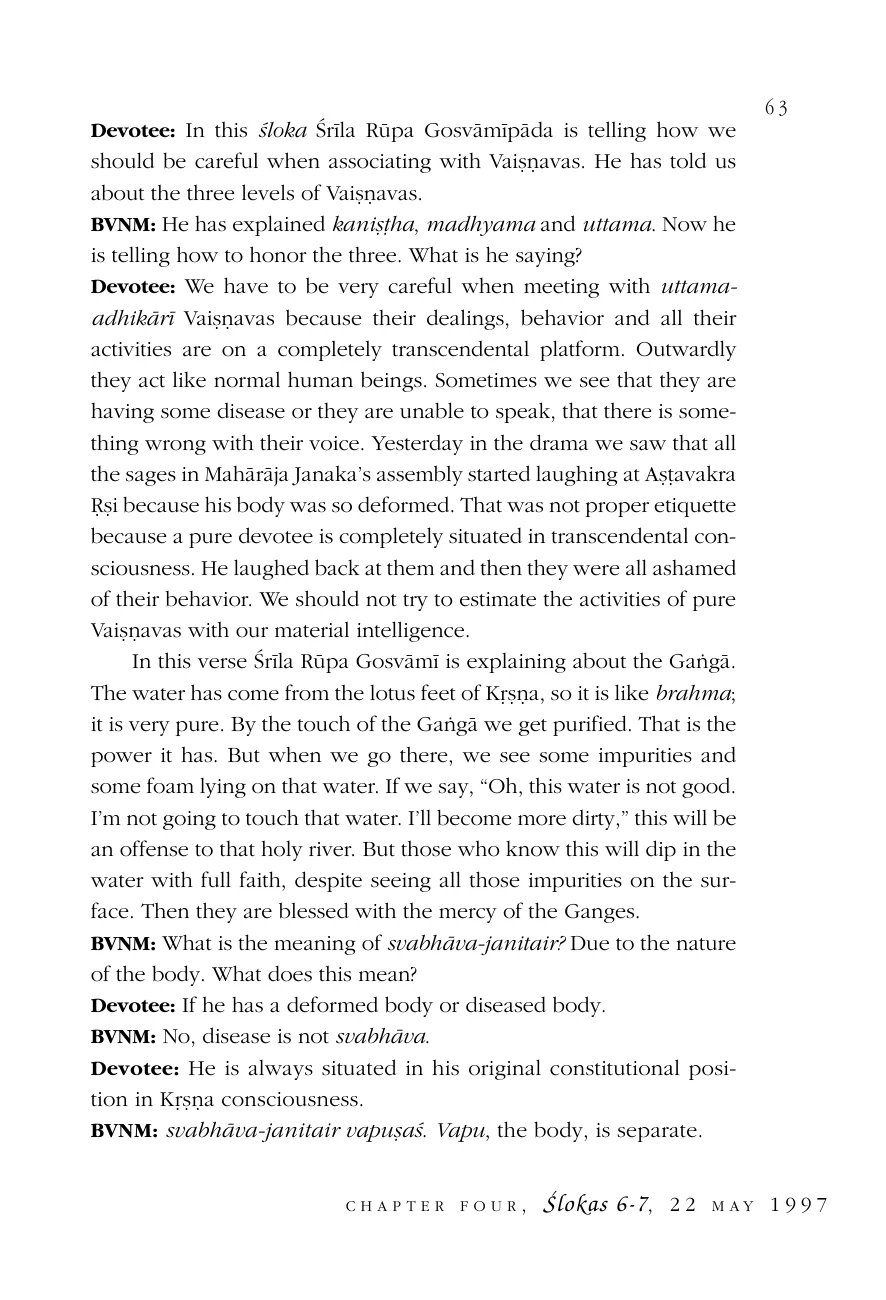 63
Devotee: In this śloka Śrīla Rūpa Gosvāmīpāda is telling how we
should be careful when associating with Vaiṣṇavas. He has told us
about the three levels of Vaiṣṇavas.
BVNM: He has explained kaniṣṭha, madhyama and uttama. Now he
is telling how to honor the three. What is he saying?
Devotee: We have to be very careful when meeting with uttama-
adhikārī Vaiṣṇavas because their dealings, behavior and all their
activities are on a completely transcendental platform. Outwardly
they act like normal human beings. Sometimes we see that they are
having some disease or they are unable to speak, that there is some-
thing wrong with their voice. Yesterday in the drama we saw that all
the sages in Mahārāja Janaka’s assembly started laughing at Aṣṭavakra
Ṛṣi because his body was so deformed. That was not proper etiquette
because a pure devotee is completely situated in transcendental con-
sciousness. He laughed back at them and then they were all ashamed
of their behavior. We should not try to estimate the activities of pure
Vaiṣṇavas with our material intelligence.
In this verse Śrīla Rūpa Gosvāmī is explaining about the Gaṅgā.
The water has come from the lotus feet of Kṛṣṇa, so it is like brahma;
it is very pure. By the touch of the Gaṅgā we get purified. That is the
power it has. But when we go there, we see some impurities and
some foam lying on that water. If we say, “Oh, this water is not good.
I’m not going to touch that water. I’ll become more dirty,” this will be
an offense to that holy river. But those who know this will dip in the
water with full faith, despite seeing all those impurities on the sur-
face. Then they are blessed with the mercy of the Ganges.
BVNM: What is the meaning of svabhāva-janitair? Due to the nature
of the body. What does this mean?
Devotee: If he has a deformed body or diseased body.
BVNM: No, disease is not svabhāva.
Devotee: He is always situated in his original constitutional posi-
tion in Kṛṣṇa consciousness.
BVNM: svabhāva-janitair vapuṣaś. Vapu, the body, is separate.
CHAPTER FOUR, Ślokas 6-7, 22 MAY 1997